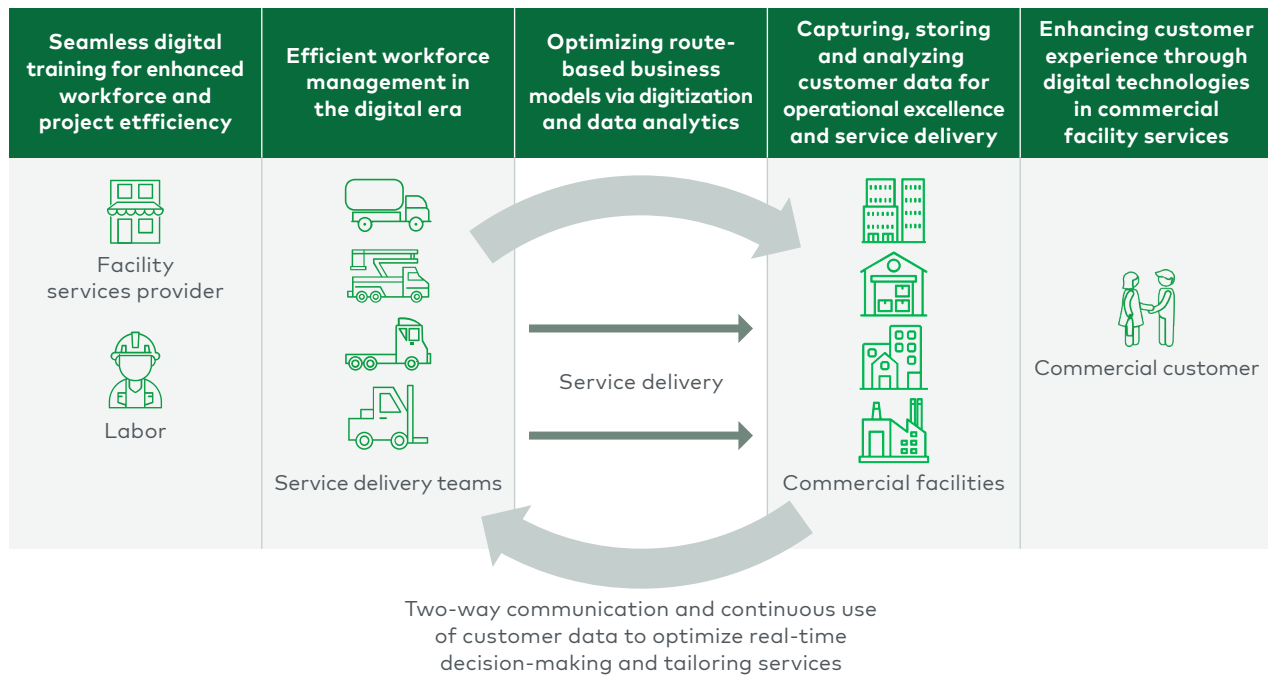 Seamless digital
training for enhanced
workforce and
project etfficiency
Efficient workforce
management in
the digital era
Optimizing route-
based business
models via digitization
and data analytics
Capturing, storing
and analyzing
customer data for
operational excellence
and service delivery
Enhancing customer
experience through
digital technologies
in commercial
facility services
Facility
services provider
Labor
Service delivery teams
Service delivery
Commercial facilities
Commercial customer
Two-way communication and continuous use
of customer data to optimize real-time
decision-making and tailoring services